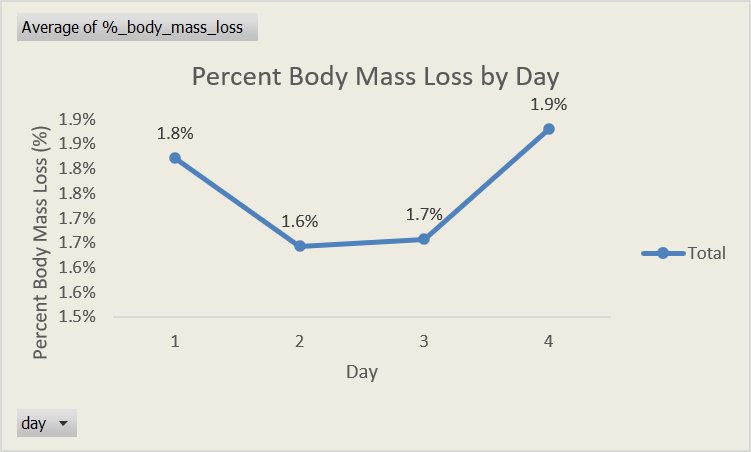 Average of %_body_mass_loss
Percent Body Mass Loss by Day
Percent Body Mass Loss (%)
1.9%
1.9%
1.8%
1.8%
1.7%
1.7%
1.6%
1.6%
1.5%
1.8%
1.6%
1.7%
1.9%
Total
1 2 3 4
Day
day